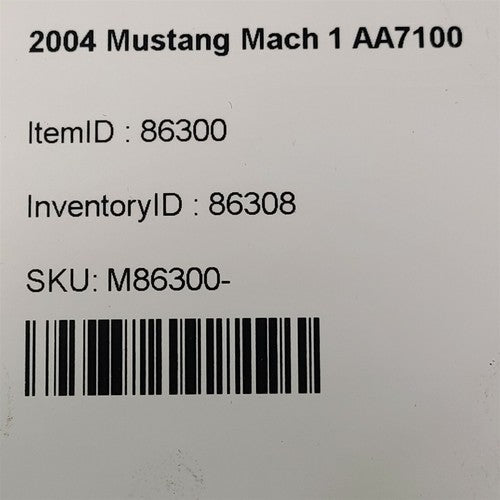 2004 Mustang Mach 1 AA7100
ItemID : 86300
InventoryID : 86308
SKU: M86300-